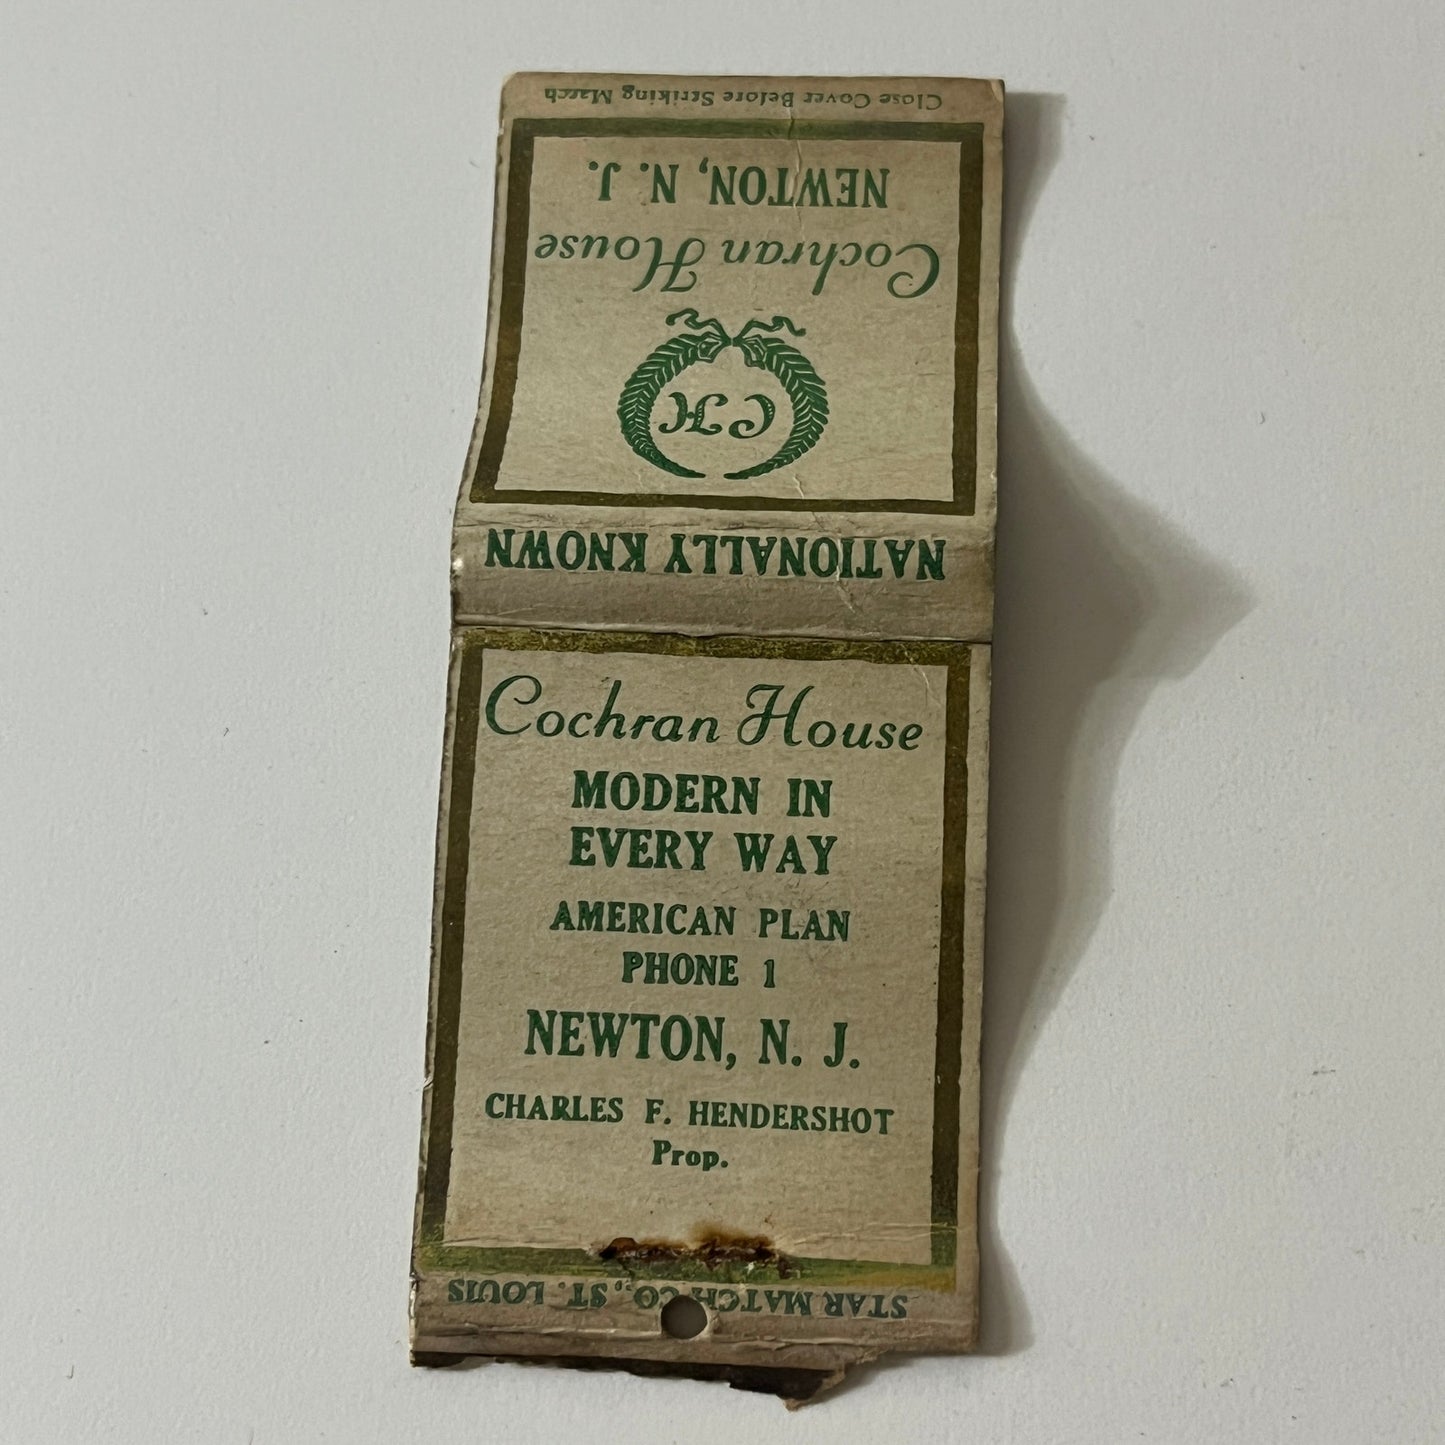 Close Cover Before Striking Match
NEWTON, N. J.
Cochran House
CH
NATIONALLY KNOWN
Cochran House
MODERN IN
EVERY WAY
AMERICAN PLAN
PHONE 1
NEWTON, N. J.
CHARLES F. HENDERSHOT
Prop.
STAR MATCH CO., ST. LOUIS